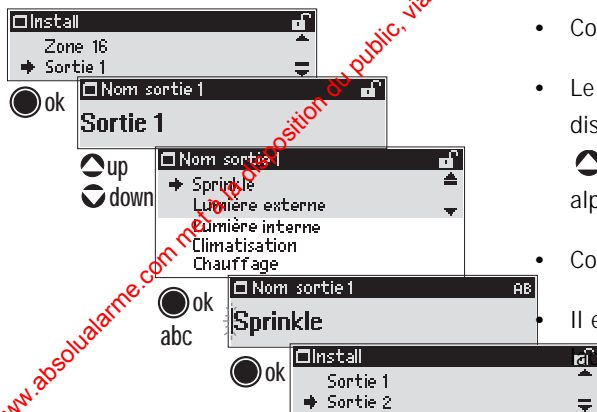 Install
Zone 16
Sortie 1
ok
Nom sortie 1
Sortie 1
up
down
Nom sortie 1
Sprinkle
Lumière externe
Lumière interne
Climatisation
Chauffage
ok
abc
Nom sortie 1 AB
Sprinkle
ok
Install
Sortie 1
Sortie 2
• Co
• Le
dis
alp
• Co
• Il e
www.absolualarme.com met à la disposition du public, via